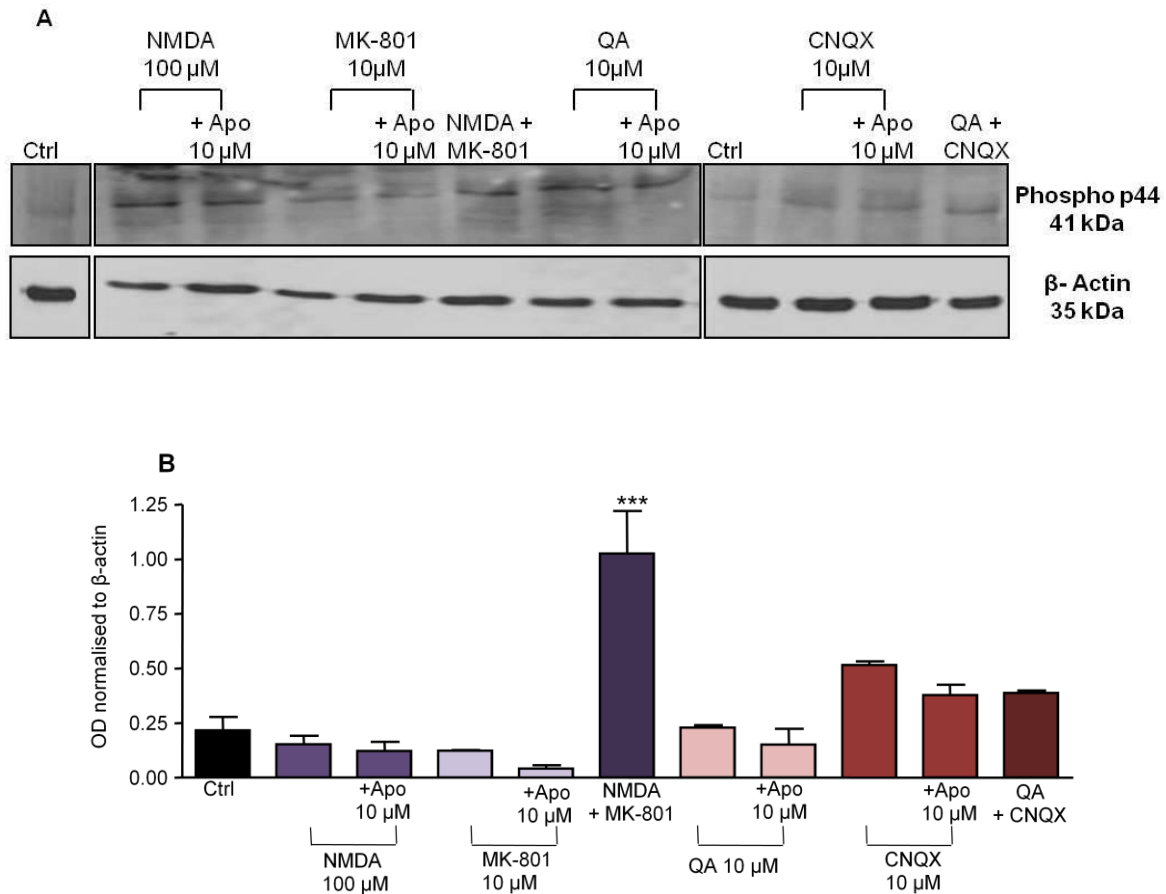 A
NMDA
100 µM
MK-801
10µM
QA
10µM
CNQX
10µM
Ctrl
+ Apo
10 µM
+ Apo
10 µM
NMDA +
MK-801
+ Apo
10 µM
Ctrl
+ Apo
10 µM
QA +
CNQX
Phospho p44
41 kDa
β- Actin
35 kDa
B
OD normalised to β-actin
1.25
1.00
0.75
0.50
0.25
0.00
***
Ctrl
+Apo
10 µM
+Apo
10 µM
NMDA
+ MK-801
+Apo
10 µM
+Apo
10 µM
QA
+ CNQX
NMDA
100 µM
MK-801
10 µM
QA 10 µM
CNQX
10 µM